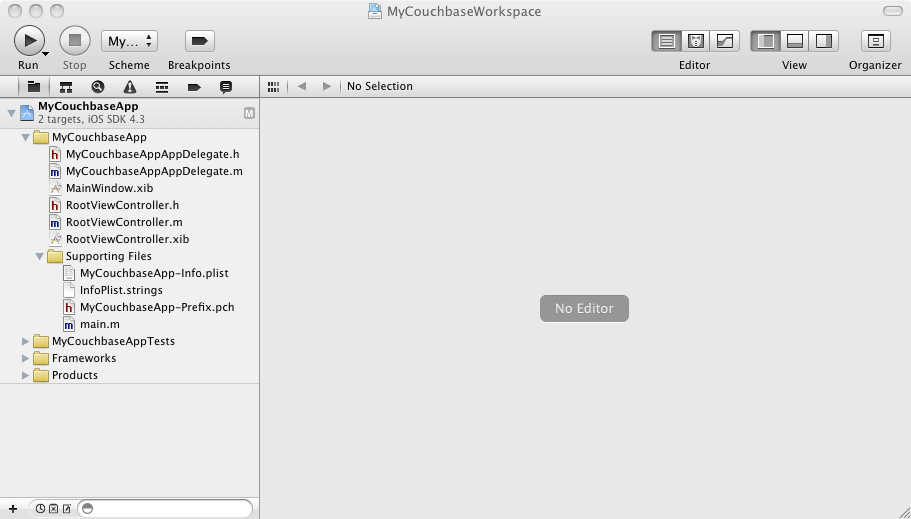 MyCouchbaseWorkspace
My...
Run
Stop
Scheme
Breakpoints
Editor
View
Organizer
No Selection
MyCouchbaseApp
2 targets, iOS SDK 4.3
M
MyCouchbaseApp
h MyCouchbaseAppAppDelegate.h
m MyCouchbaseAppAppDelegate.m
MainWindow.xib
h RootViewController.h
m RootViewController.m
RootViewController.xib
Supporting Files
MyCouchbaseApp-Info.plist
InfoPlist.strings
h MyCouchbaseApp-Prefix.pch
m main.m
MyCouchbaseAppTests
Frameworks
Products
No Editor